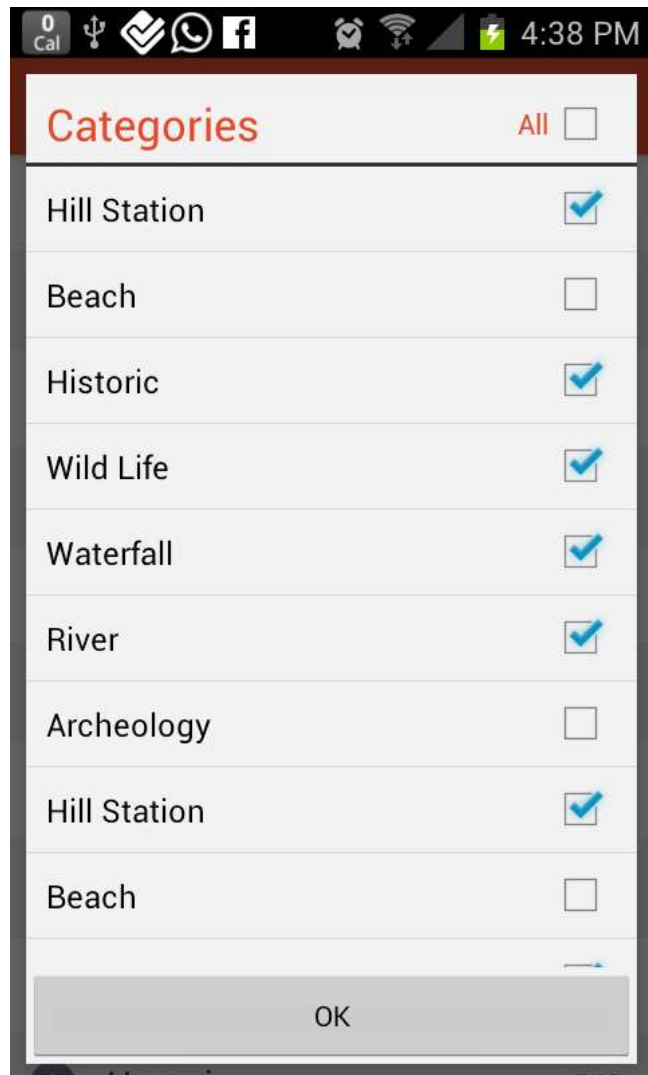 0
Cal
4:38 PM
Categories All
Hill Station
Beach
Historic
Wild Life
Waterfall
River
Archeology
Hill Station
Beach
OK